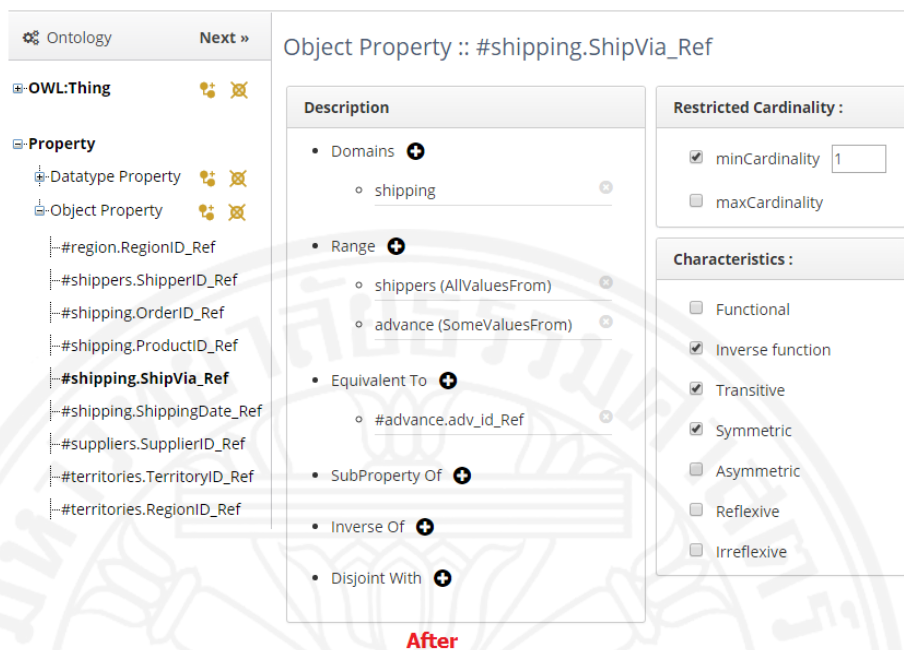 Ontology
Next »
OWL:Thing
Property
Datatype Property
Object Property
#region.RegionID_Ref
#shippers.ShipperID_Ref
#shipping.OrderID_Ref
#shipping.ProductID_Ref
#shipping.ShipVia_Ref
#shipping.ShippingDate_Ref
#suppliers.SupplierID_Ref
#territories.TerritoryID_Ref
#territories.RegionID_Ref
Object Property :: #shipping.ShipVia_Ref
Description
Domains
shipping
Range
shippers (AllValuesFrom)
advance (SomeValuesFrom)
Equivalent To
#advance.adv_id_Ref
SubProperty Of
Inverse Of
Disjoint With
Restricted Cardinality :
minCardinality 1
maxCardinality
Characteristics :
Functional
Inverse function
Transitive
Symmetric
Asymmetric
Reflexive
Irreflexive
After